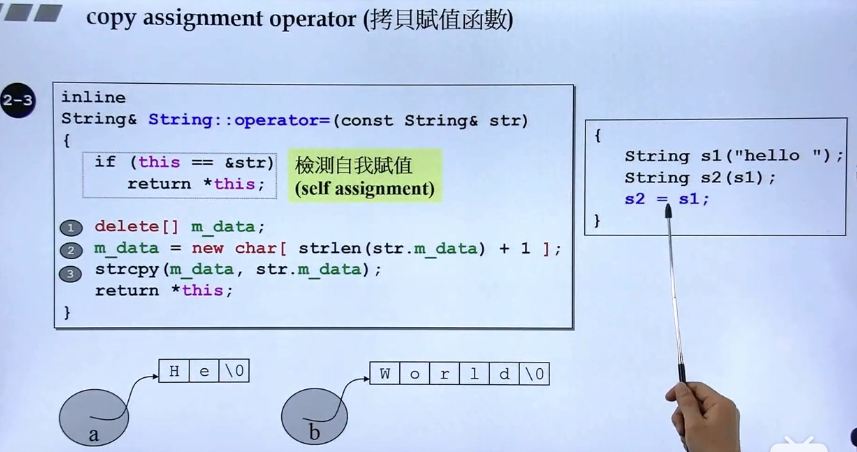 copy assignment operator (拷貝賦值函數)
2-3
inline
String& String::operator=(const String& str)
{
if (this == &str)
return *this;
檢測自我賦值
(self assignment)
1 delete[] m_data;
2 m_data = new char[ strlen(str.m_data) + 1 ];
3 strcpy(m_data, str.m_data);
return *this;
}
{
String s1("hello ");
String s2(s1);
s2 = s1;
}
H e \0
a
W o r l d \0
b